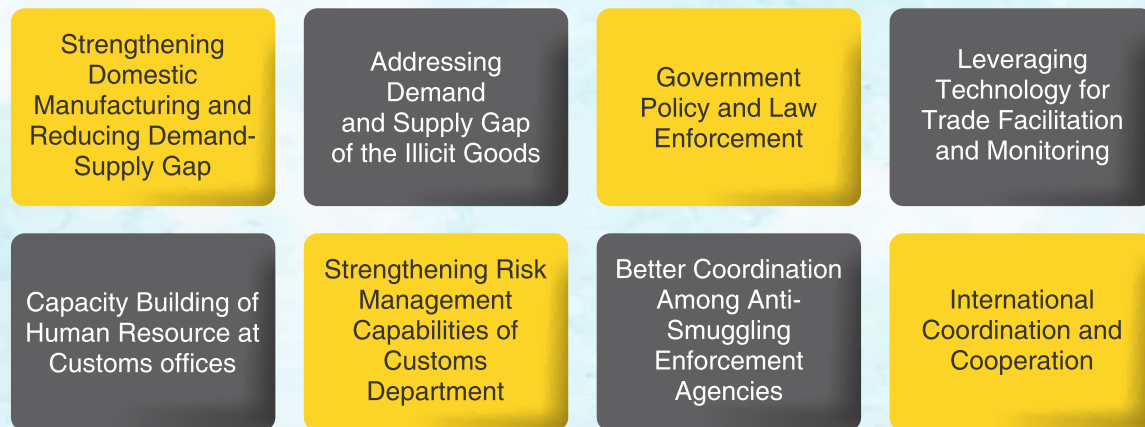 Strengthening
Domestic
Manufacturing and
Reducing Demand-
Supply Gap
Addressing
Demand
and Supply Gap
of the Illicit Goods
Government
Policy and Law
Enforcement
Leveraging
Technology for
Trade Facilitation
and Monitoring
Capacity Building of
Human Resource at
Customs offices
Strengthening Risk
Management
Capabilities of
Customs
Department
Better Coordination
Among Anti-
Smuggling
Enforcement
Agencies
International
Coordination and
Cooperation